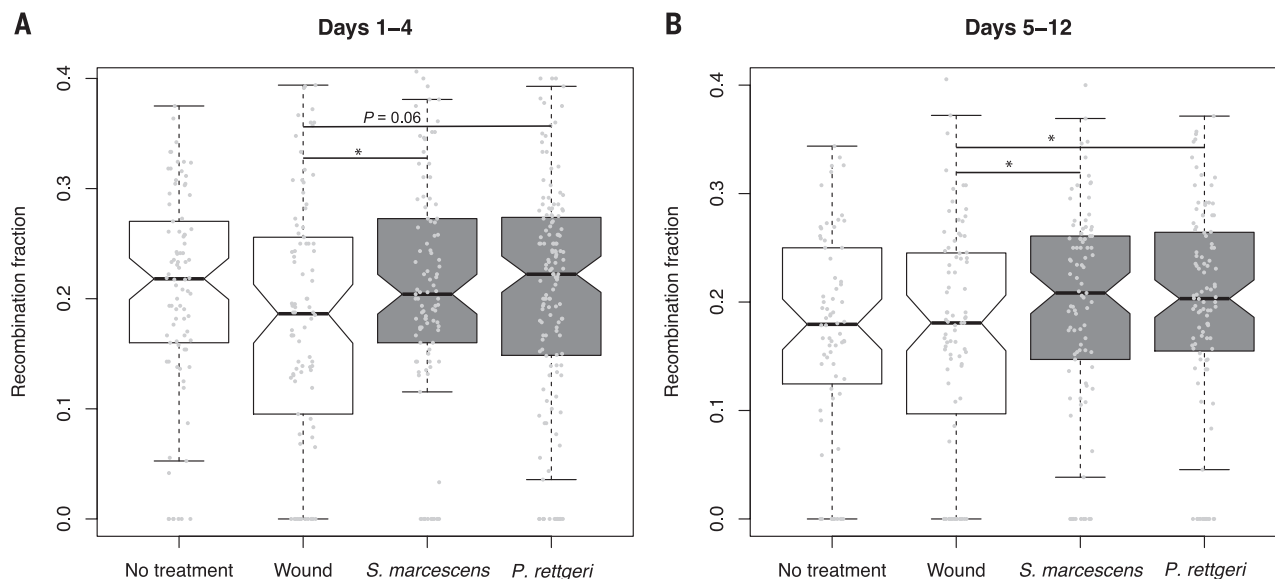 A
Days 1–4
Recombination fraction
0.4
0.3
0.2
0.1
0.0
P = 0.06
*
No treatment
Wound
S. marcescens
P. rettgeri
B
Days 5–12
Recombination fraction
0.4
0.3
0.2
0.1
0.0
*
*
No treatment
Wound
S. marcescens
P. rettgeri